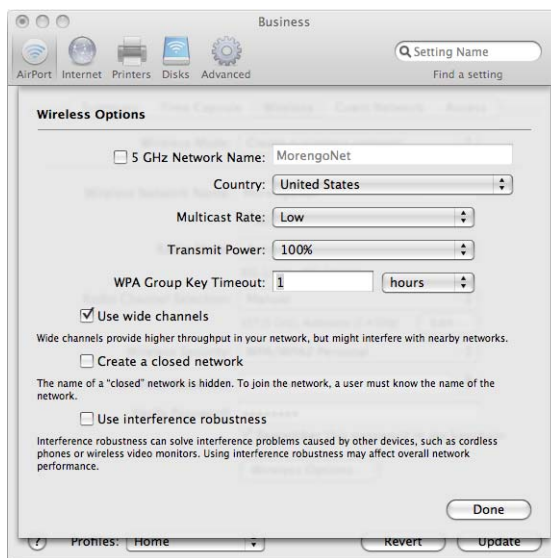 Business
Setting Name
AirPort Internet Printers Disks Advanced
Find a setting
Wireless Options
5 GHz Network Name: MorengoNet
Country: United States
Multicast Rate: Low
Transmit Power: 100%
WPA Group Key Timeout: 1 hours
Use wide channels
Wide channels provide higher throughput in your network, but might interfere with nearby networks.
Create a closed network
The name of a "closed" network is hidden. To join the network, a user must know the name of the
network.
Use interference robustness
Interference robustness can solve interference problems caused by other devices, such as cordless
phones or wireless video monitors. Using interference robustness may affect overall network
performance.
Wireless Options
Done
? Profiles: Home Revert Update